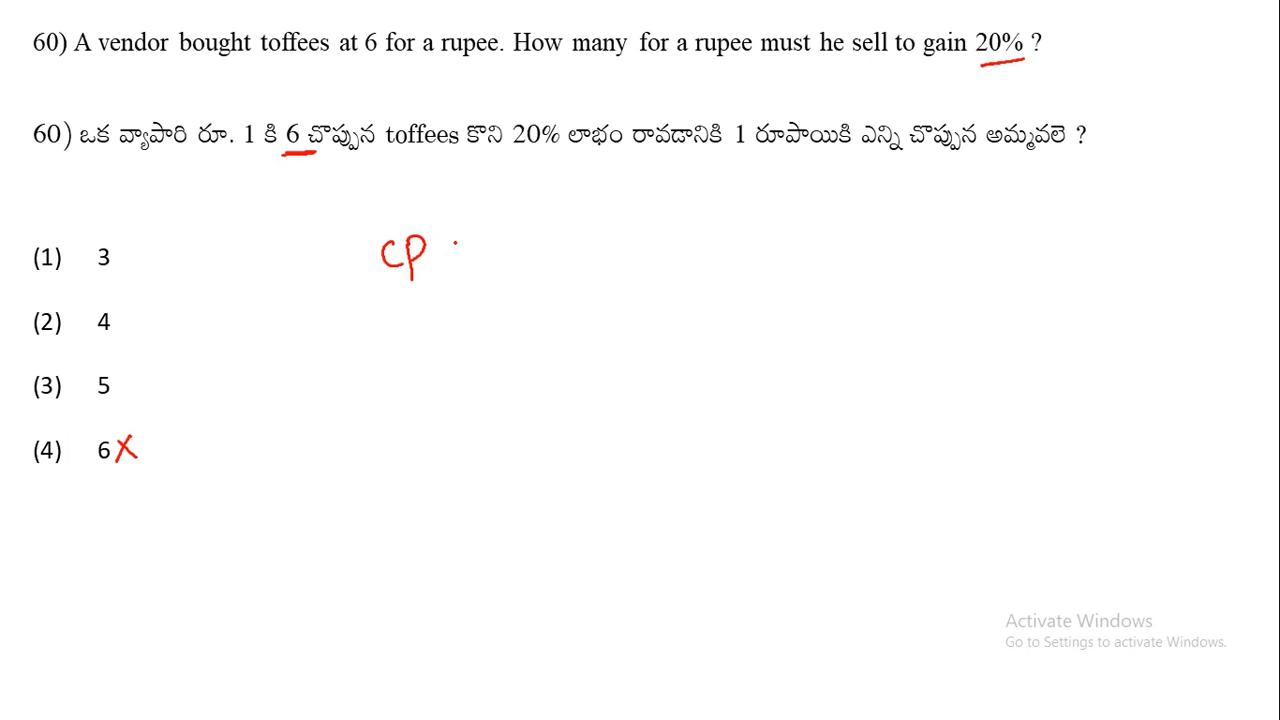 60) A vendor bought toffees at 6 for a rupee. How many for a rupee must he sell to gain 20% ?
60) ఒక వ్యాపారి రూ. 1 కి 6 చొప్పున toffees కొని 20% లాభం రావడానికి 1 రూపాయికి ఎన్ని చొప్పున అమ్మవలె ?
(1) 3
CP
(2) 4
(3) 5
(4) 6 X
Activate Windows
Go to Settings to activate Windows.